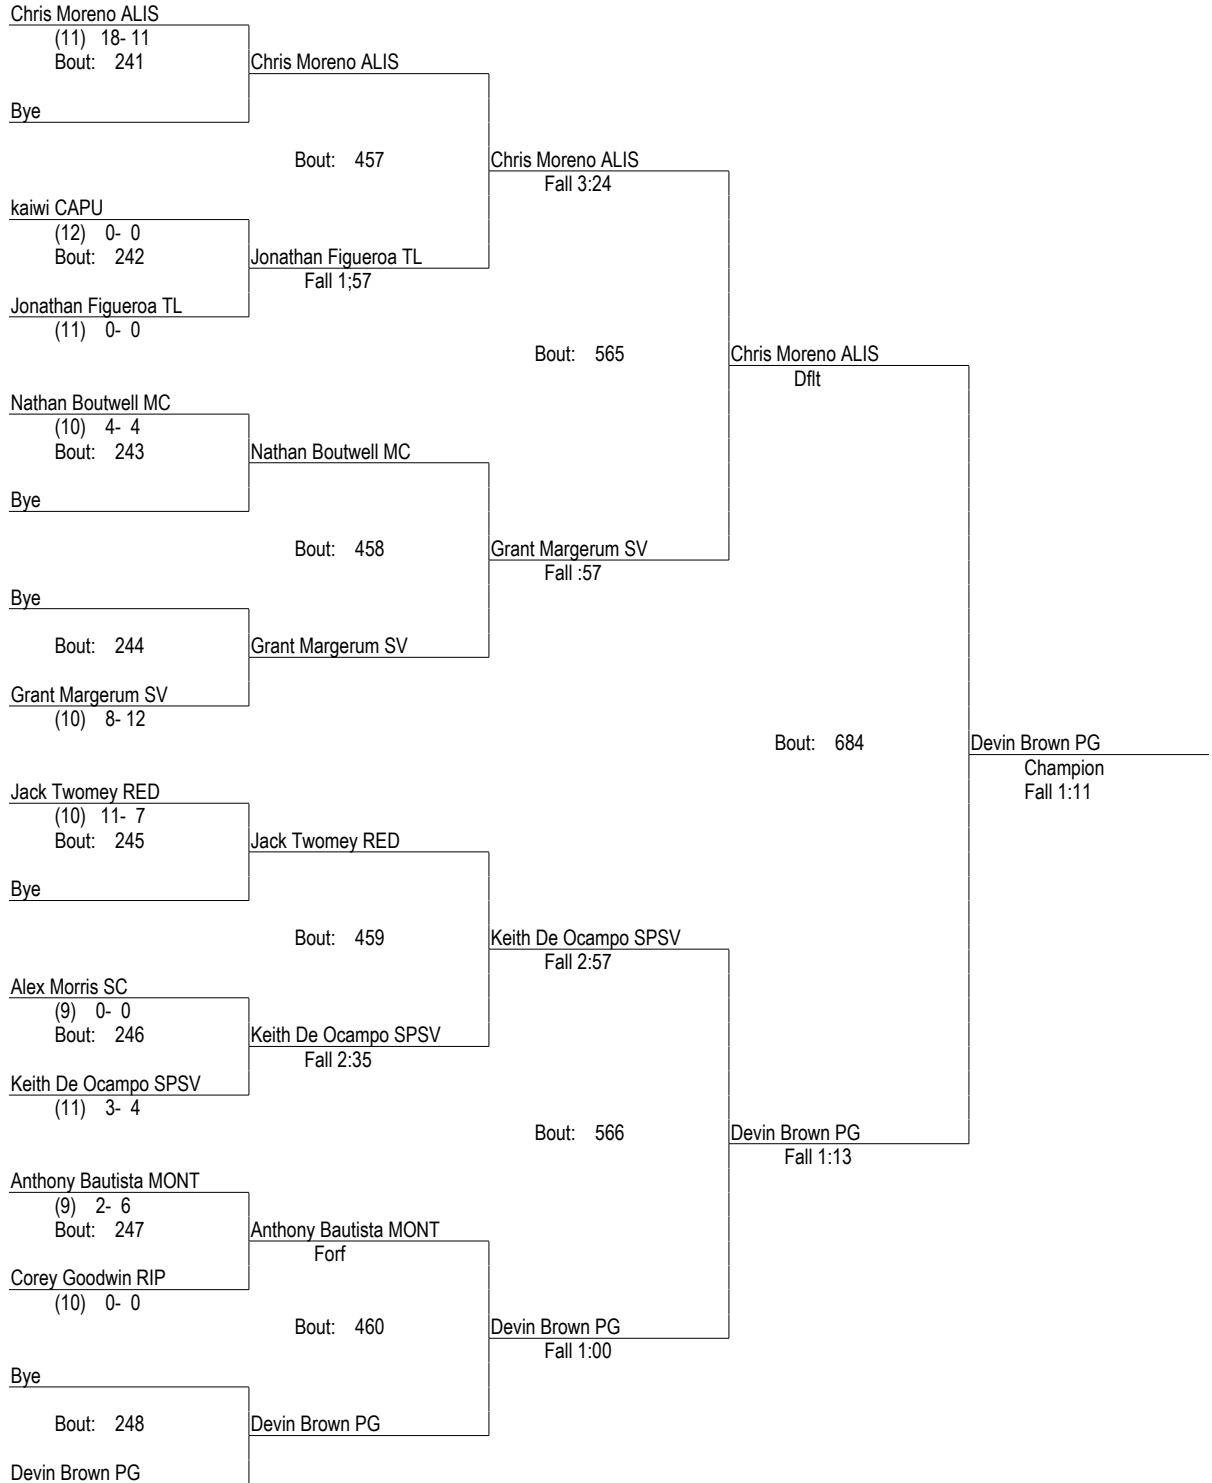 Chris Moreno ALIS
(11) 18- 11
Bout: 241
Chris Moreno ALIS
Bye
Bout: 457
Chris Moreno ALIS
Fall 3:24
kaiwi CAPU
(12) 0- 0
Bout: 242
Jonathan Figueroa TL
Fall 1;57
Jonathan Figueroa TL
(11) 0- 0
Bout: 565
Chris Moreno ALIS
Dflt
Nathan Boutwell MC
(10) 4- 4
Bout: 243
Nathan Boutwell MC
Bye
Bout: 458
Grant Margerum SV
Fall :57
Bye
Bout: 244
Grant Margerum SV
Grant Margerum SV
(10) 8- 12
Bout: 684
Devin Brown PG
Champion
Fall 1:11
Jack Twomey RED
(10) 11- 7
Bout: 245
Jack Twomey RED
Bye
Bout: 459
Keith De Ocampo SPSV
Fall 2:57
Alex Morris SC
(9) 0- 0
Bout: 246
Keith De Ocampo SPSV
Fall 2:35
Keith De Ocampo SPSV
(11) 3- 4
Bout: 566
Devin Brown PG
Fall 1:13
Anthony Bautista MONT
(9) 2- 6
Bout: 247
Anthony Bautista MONT
Forf
Corey Goodwin RIP
(10) 0- 0
Bout: 460
Devin Brown PG
Fall 1:00
Bye
Bout: 248
Devin Brown PG
Devin Brown PG